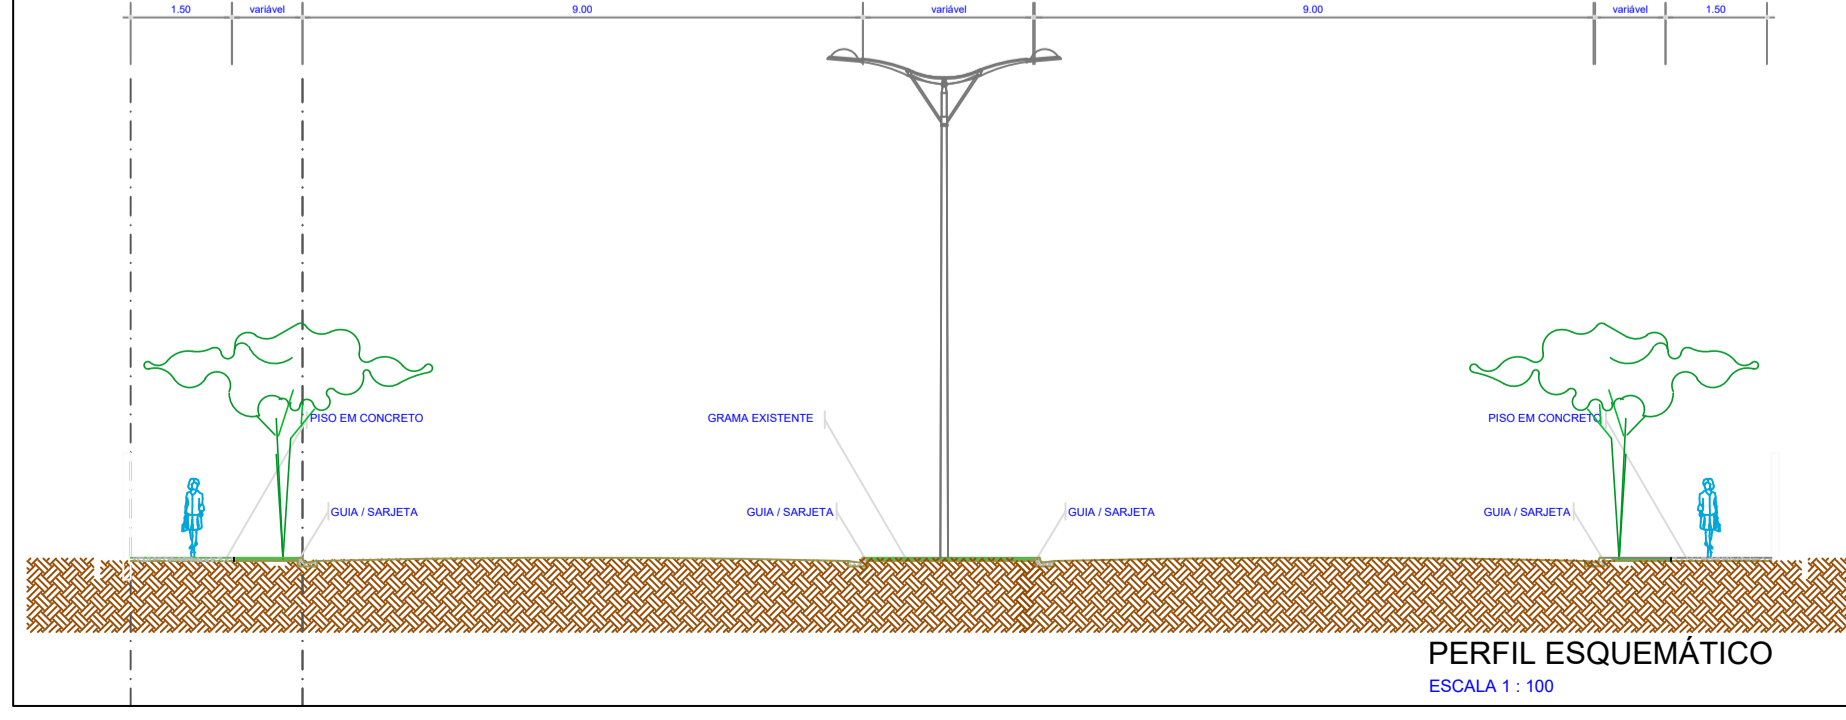 1.50 variável 9.00 variável 9.00 variável 1.50
PISO EM CONCRETO GRAMA EXISTENTE PISO EM CONCRETO
GUIA / SARJETA GUIA / SARJETA GUIA / SARJETA GUIA / SARJETA
PERFIL ESQUEMÁTICO
ESCALA 1 : 100